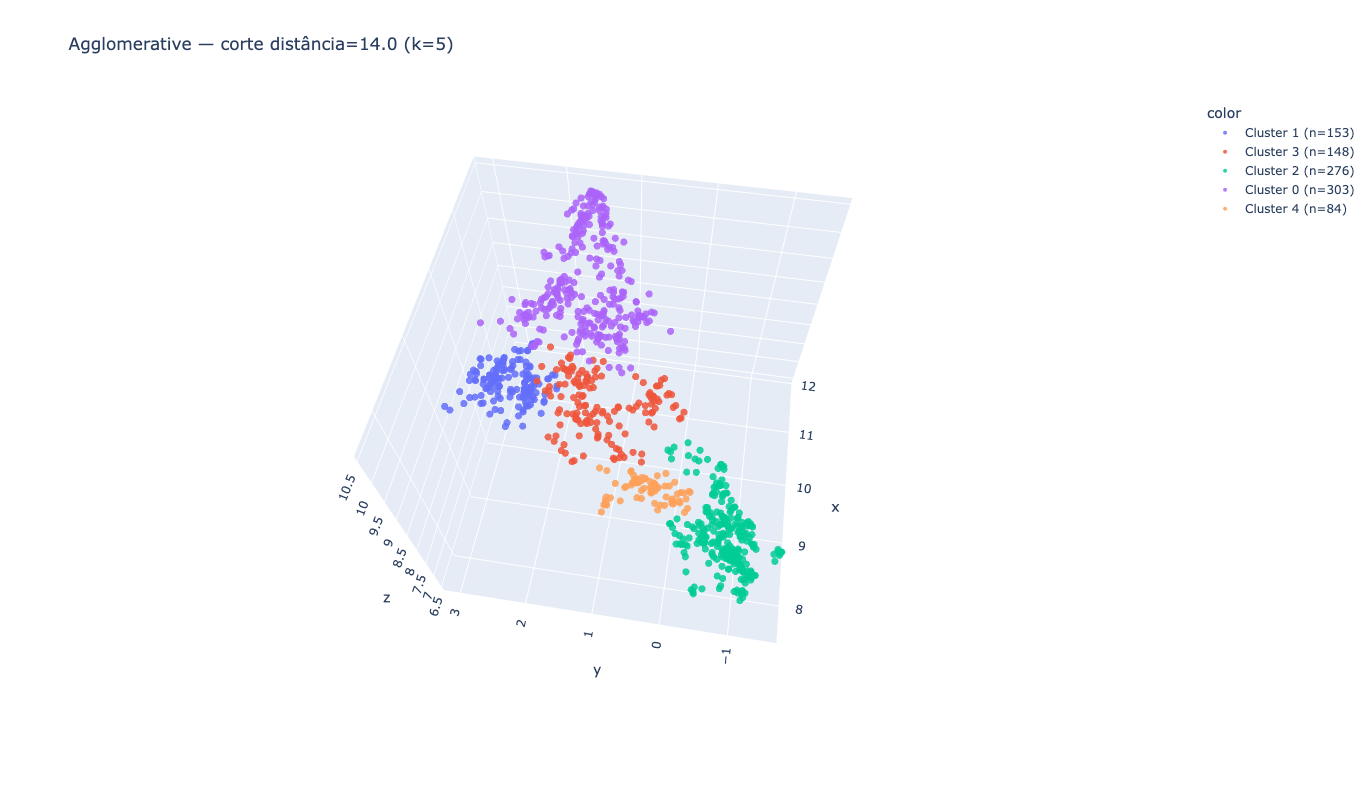 Agglomerative — corte distância=14.0 (k=5)
color
Cluster 1 (n=153)
Cluster 3 (n=148)
Cluster 2 (n=276)
Cluster 0 (n=303)
Cluster 4 (n=84)
12
11
10
9
8
x
10.5
10
9.5
9
8.5
8
7.5
7
6.5
z
3
2
1
0
−1
y